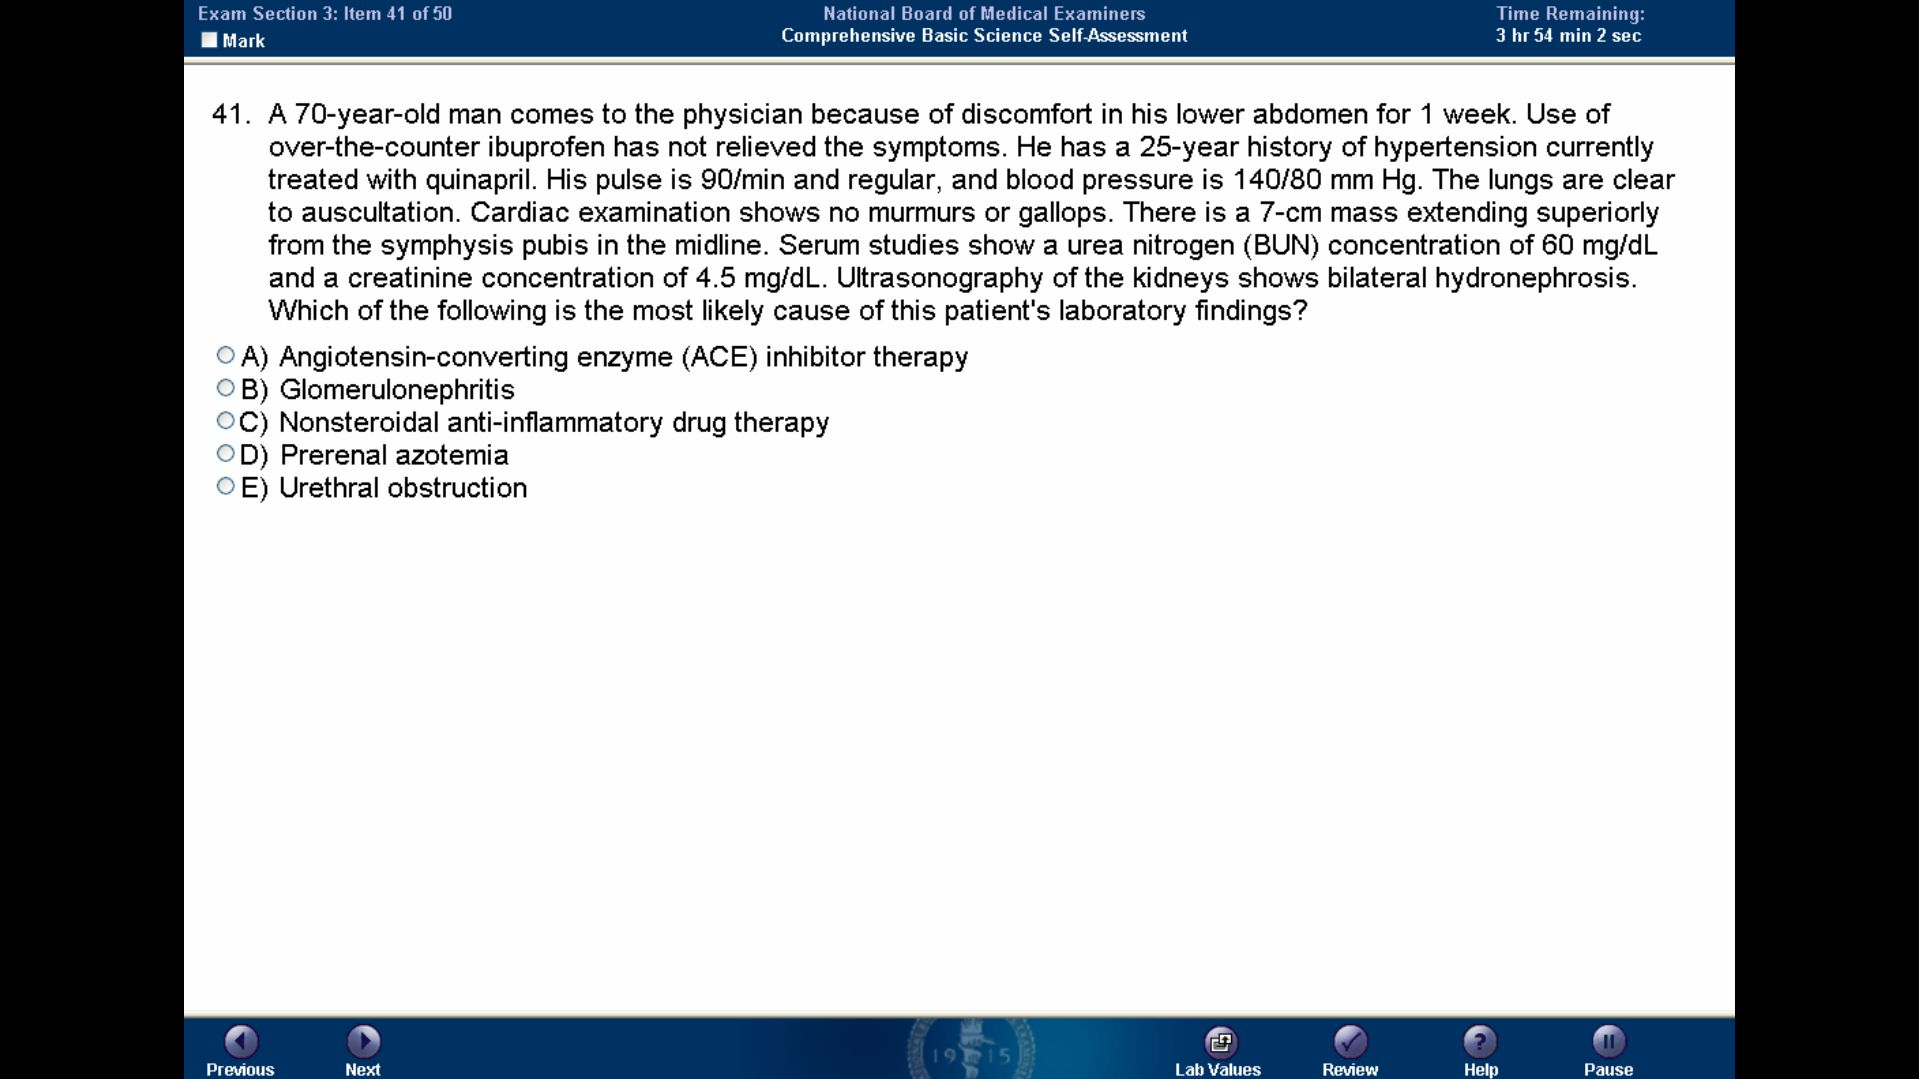 Exam Section 3: Item 41 of 50
National Board of Medical Examiners
Time Remaining:
Mark
Comprehensive Basic Science Self-Assessment
3 hr 54 min 2 sec
41. A 70-year-old man comes to the physician because of discomfort in his lower abdomen for 1 week. Use of
over-the-counter ibuprofen has not relieved the symptoms. He has a 25-year history of hypertension currently
treated with quinapril. His pulse is 90/min and regular, and blood pressure is 140/80 mm Hg. The lungs are clear
to auscultation. Cardiac examination shows no murmurs or gallops. There is a 7-cm mass extending superiorly
from the symphysis pubis in the midline. Serum studies show a urea nitrogen (BUN) concentration of 60 mg/dL
and a creatinine concentration of 4.5 mg/dL. Ultrasonography of the kidneys shows bilateral hydronephrosis.
Which of the following is the most likely cause of this patient's laboratory findings?
A) Angiotensin-converting enzyme (ACE) inhibitor therapy
B) Glomerulonephritis
C) Nonsteroidal anti-inflammatory drug therapy
D) Prerenal azotemia
E) Urethral obstruction
19 15
Previous
Next
Lab Values
Review
Help
Pause